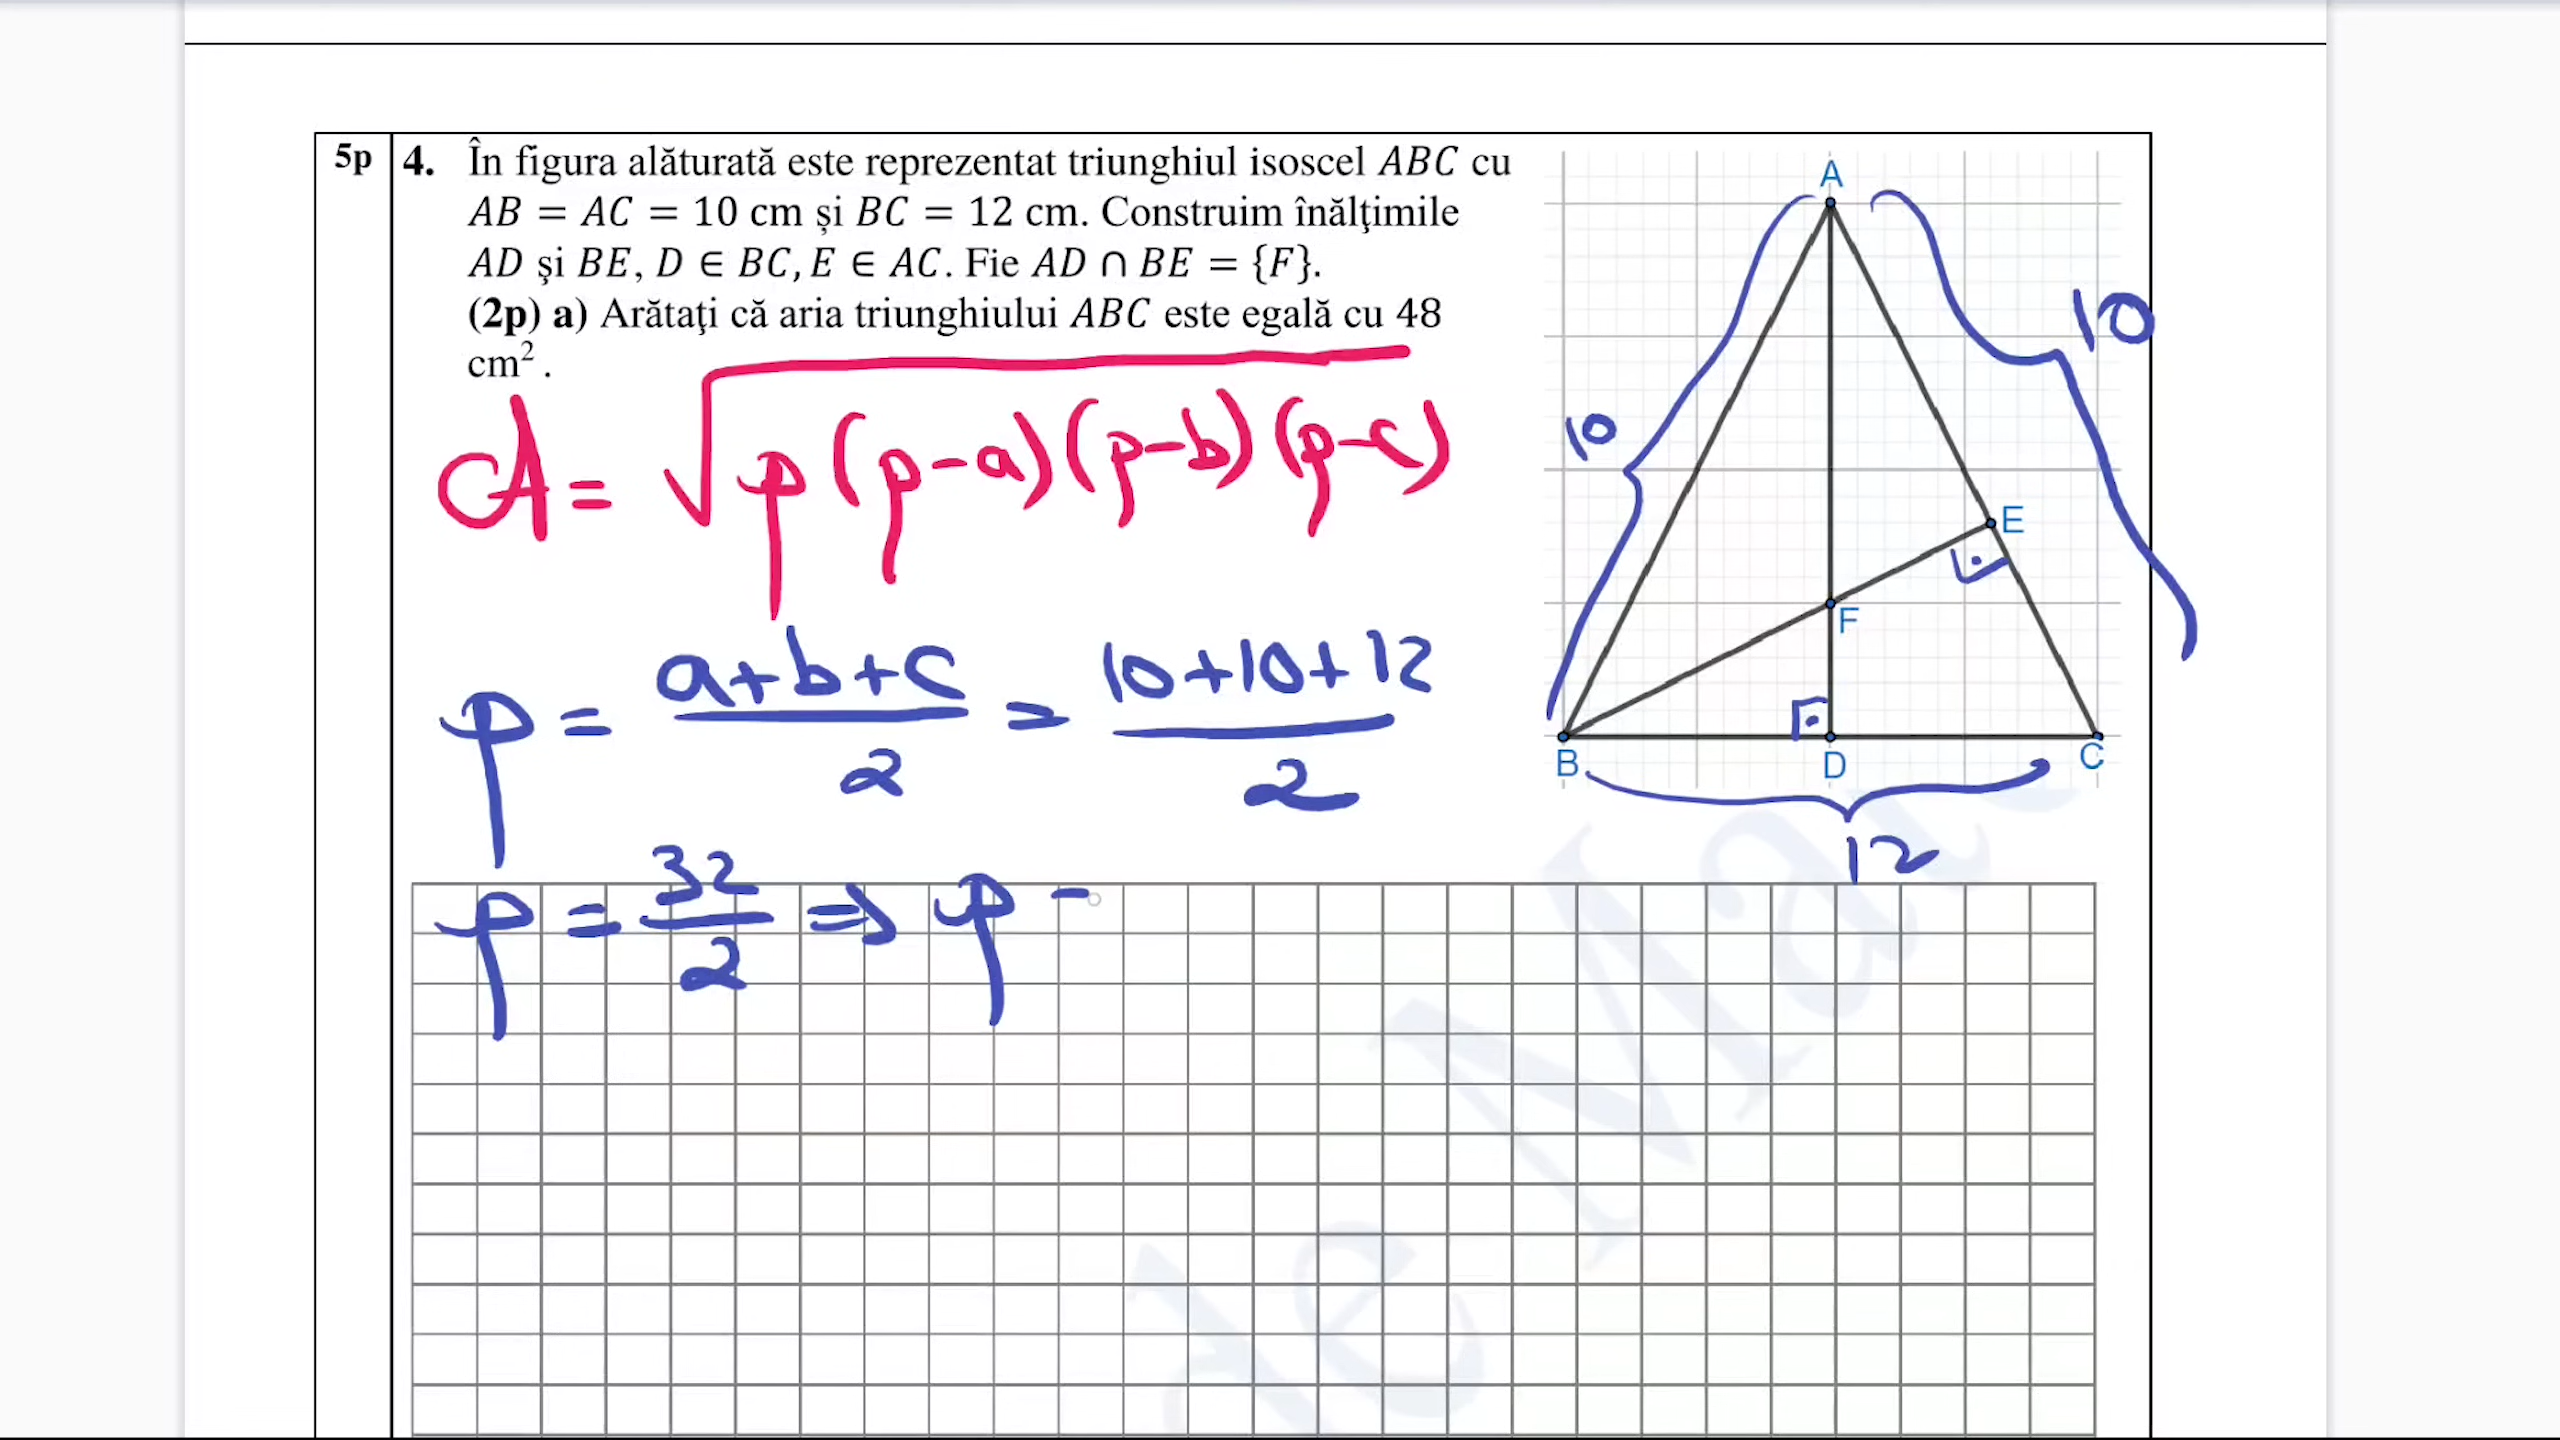 5p 4. În figura alăturată este reprezentat triunghiul isoscel ABC cu
AB = AC = 10 cm și BC = 12 cm. Construim înălțimile
AD și BE, D ∈ BC, E ∈ AC. Fie AD ∩ BE = {F}.
(2p) a) Arătați că aria triunghiului ABC este egală cu 48
cm².
A = √p(p-a)(p-b)(p-c)
p = a+b+c/2 = 10+10+12/2
p = 32/2 ⇒ p =
A
10
10
E
F
B
D
C
12
de Ma